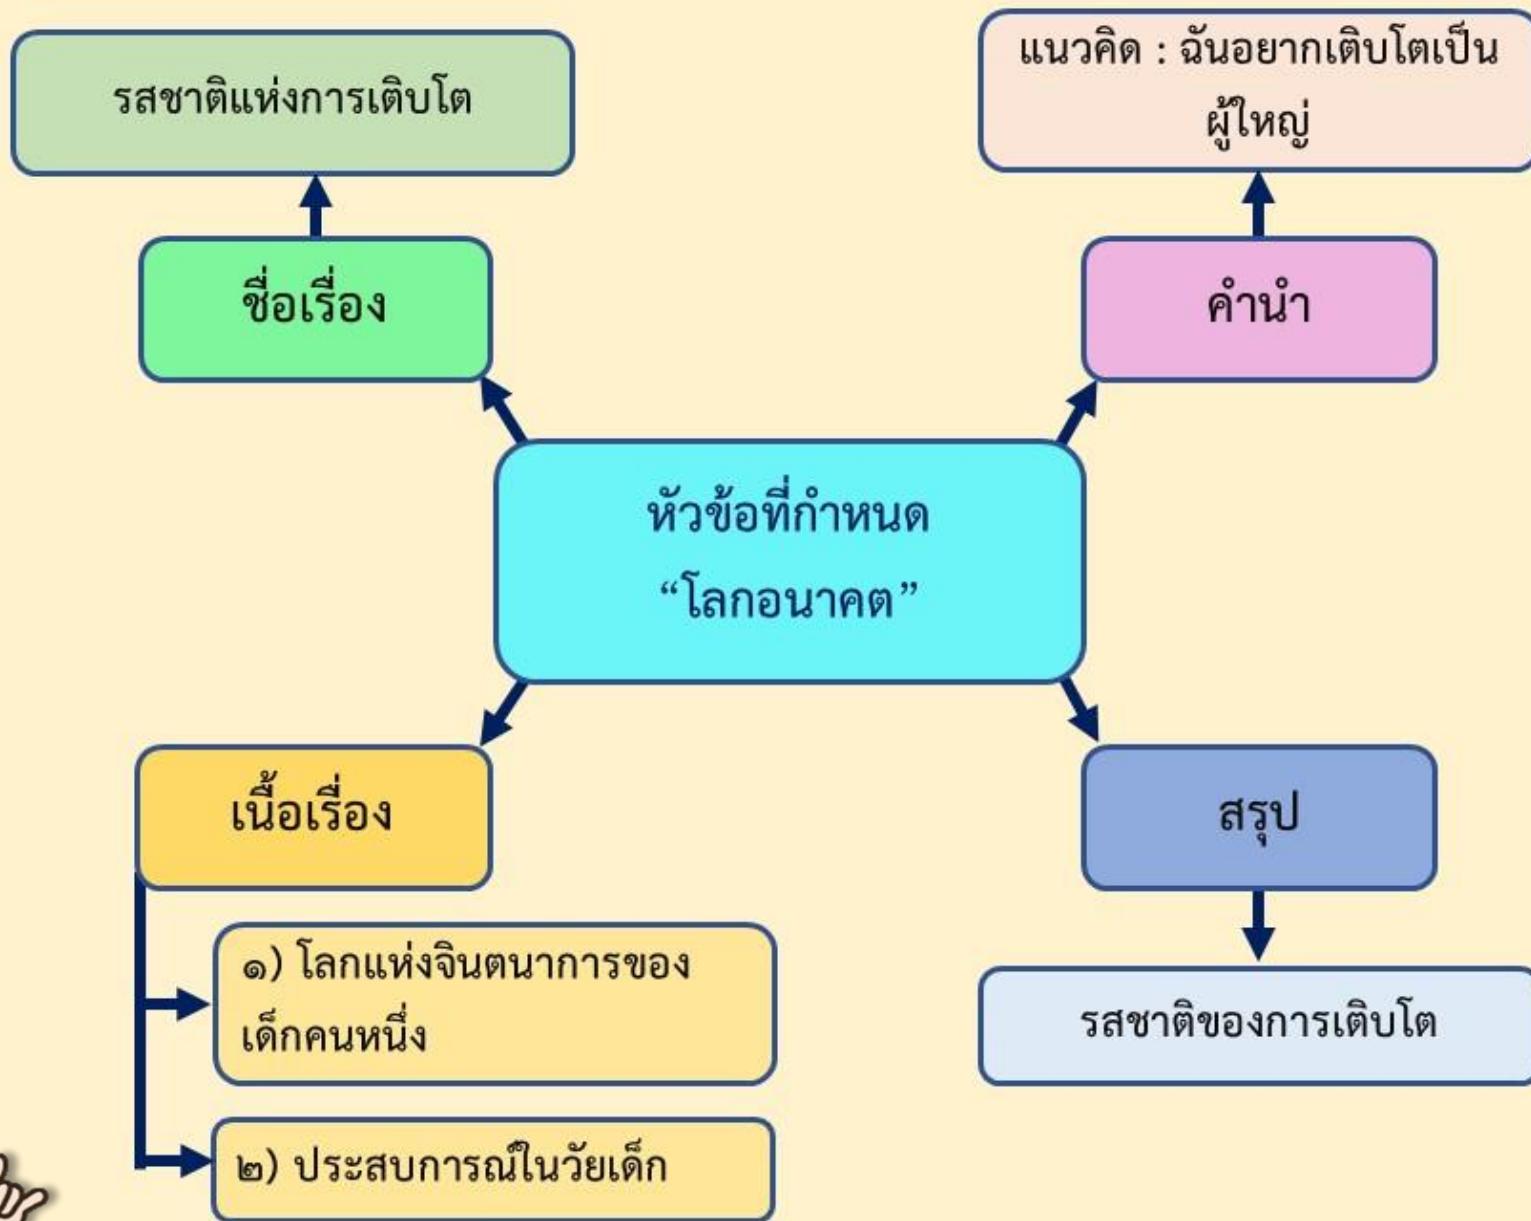 รสชาติแห่งการเติบโต
แนวคิด : ฉันอยากเติบโตเป็น
ผู้ใหญ่
ชื่อเรื่อง
คำนำ
หัวข้อที่กำหนด
“โลกอนาคต”
เนื้อเรื่อง
สรุป
๑) โลกแห่งจินตนาการของ
เด็กคนหนึ่ง
รสชาติของการเติบโต
๒) ประสบการณ์ในวัยเด็ก